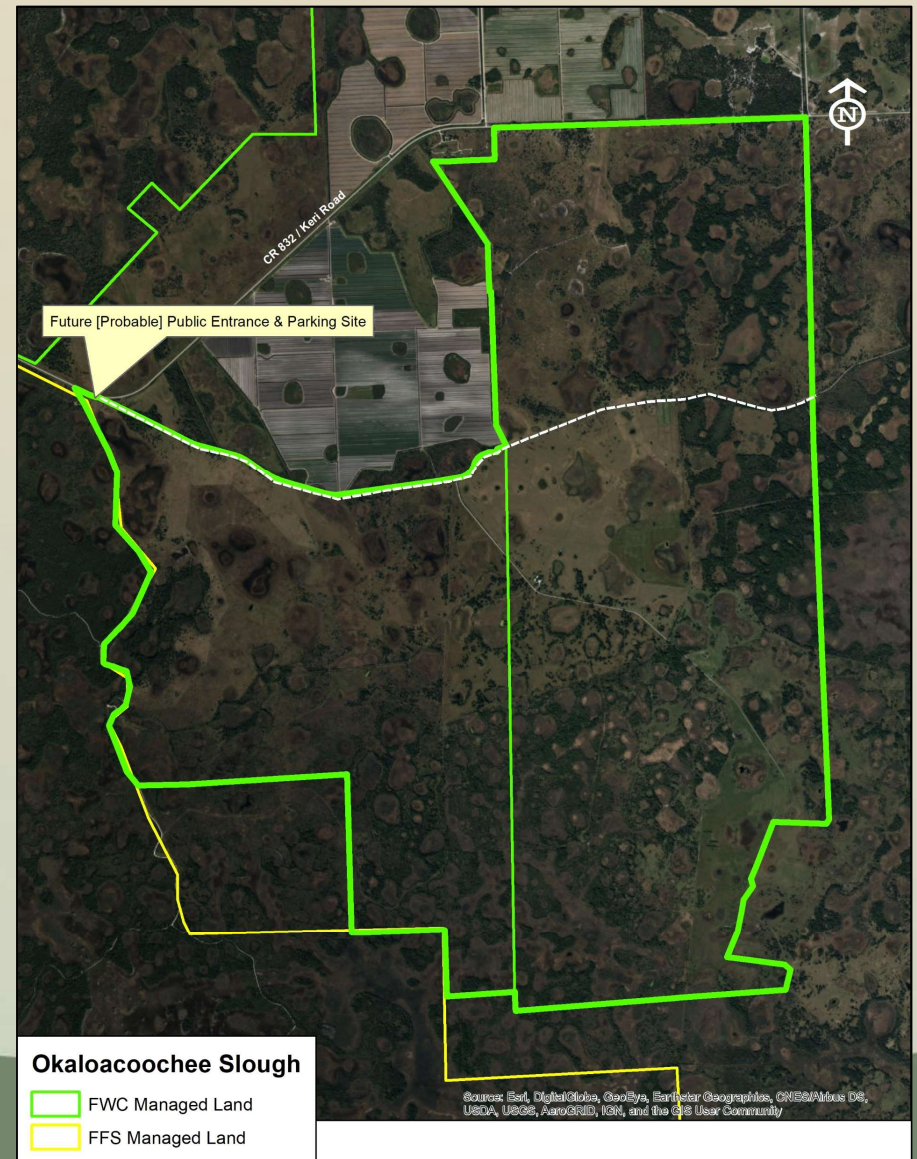 N
CR 832 / Keri Road
Future [Probable] Public Entrance & Parking Site
Okaloacoochee Slough
FWC Managed Land
FFS Managed Land
Source: Esri, DigitalGlobe, GeoEye, Earthstar Geographics, CNES/Airbus DS,
USDA, USGS, AeroGRID, IGN, and the GIS User Community